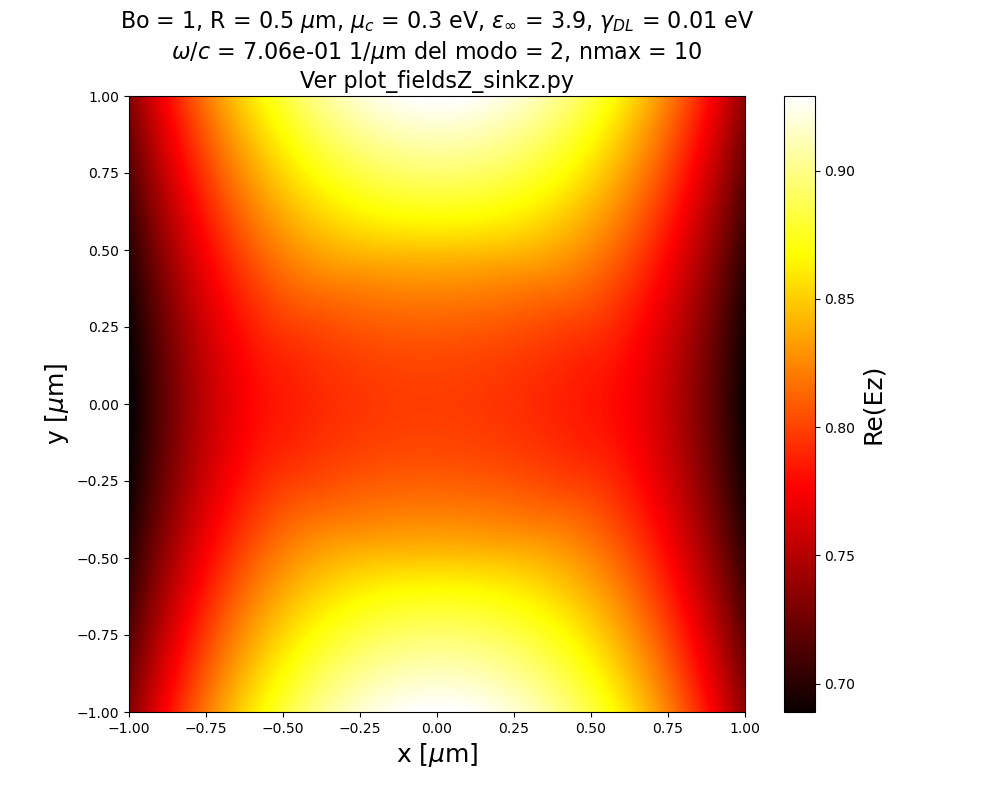 Bo = 1, R = 0.5 μm, μc = 0.3 eV, ε∞ = 3.9, γDL = 0.01 eV
ω/c = 7.06e-01 1/μm del modo = 2, nmax = 10
Ver plot_fieldsZ_sinkz.py
1.00
0.75
0.50
0.25
0.00
−0.25
−0.50
−0.75
−1.00
y [μm]
−1.00 −0.75 −0.50 −0.25 0.00 0.25 0.50 0.75 1.00
x [μm]
0.90
0.85
0.80
0.75
0.70
Re(Ez)